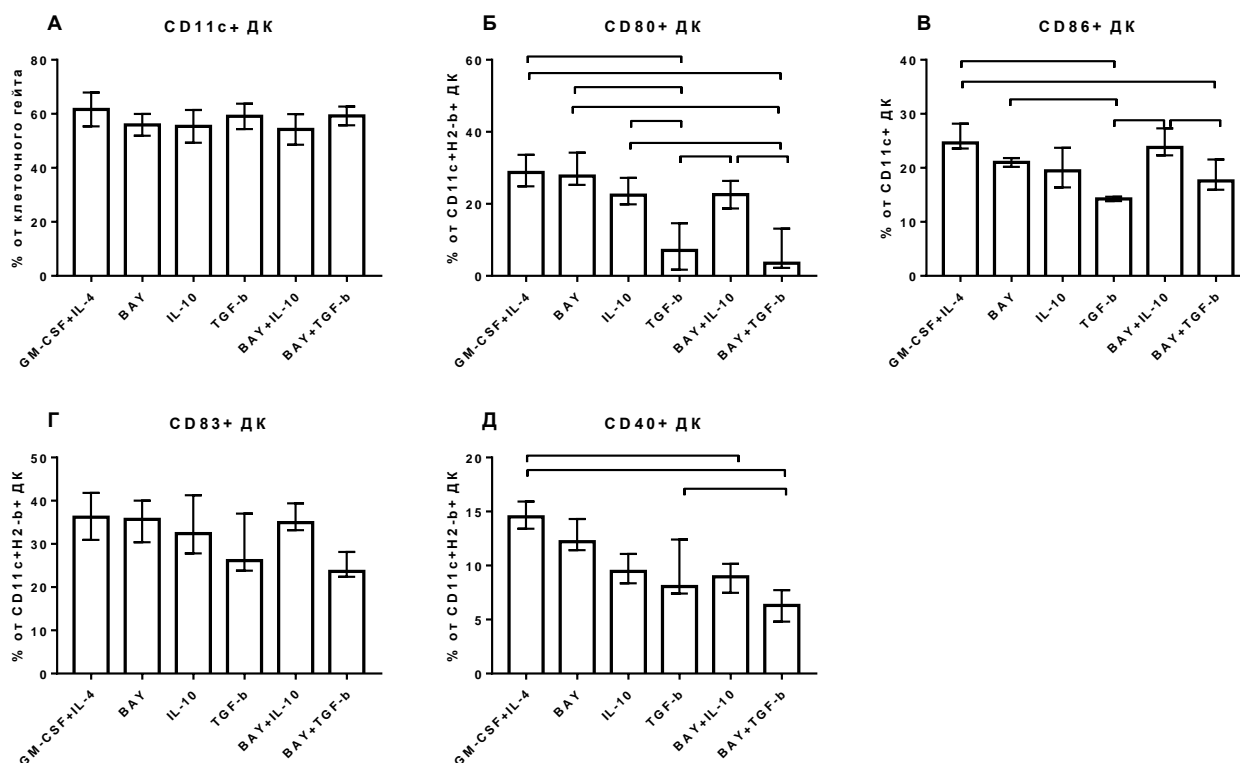 А
CD11c+ ДК
% от клеточного гейта
80
60
40
20
0
GM-CSF+IL-4
BAY
IL-10
TGF-b
BAY+IL-10
BAY+TGF-b
Б
CD80+ ДК
% от CD11c+H2-b+ ДК
60
40
20
0
GM-CSF+IL-4
BAY
IL-10
TGF-b
BAY+IL-10
BAY+TGF-b
В
CD86+ ДК
% от CD11c+ ДК
40
30
20
10
0
GM-CSF+IL-4
BAY
IL-10
TGF-b
BAY+IL-10
BAY+TGF-b
Г
CD83+ ДК
% от CD11c+H2-b+ ДК
50
40
30
20
10
0
GM-CSF+IL-4
BAY
IL-10
TGF-b
BAY+IL-10
BAY+TGF-b
Д
CD40+ ДК
% от CD11c+H2-b+ ДК
20
15
10
5
0
GM-CSF+IL-4
BAY
IL-10
TGF-b
BAY+IL-10
BAY+TGF-b